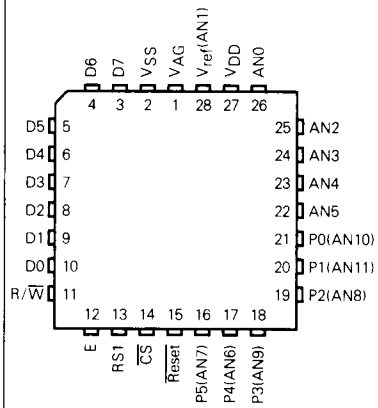 D6 D7 VSS VAG Vref(AN1) VDD AN0
4 3 2 1 28 27 26
D5 5
D4 6
D3 7
D2 8
D1 9
D0 10
R/W̅ 11
25 AN2
24 AN3
23 AN4
22 AN5
21 P0(AN10)
20 P1(AN11)
19 P2(AN8)
12 13 14 15 16 17 18
E RS1 C̅S̅ R̅e̅s̅e̅t̅ P5(AN7) P4(AN6) P3(AN9)